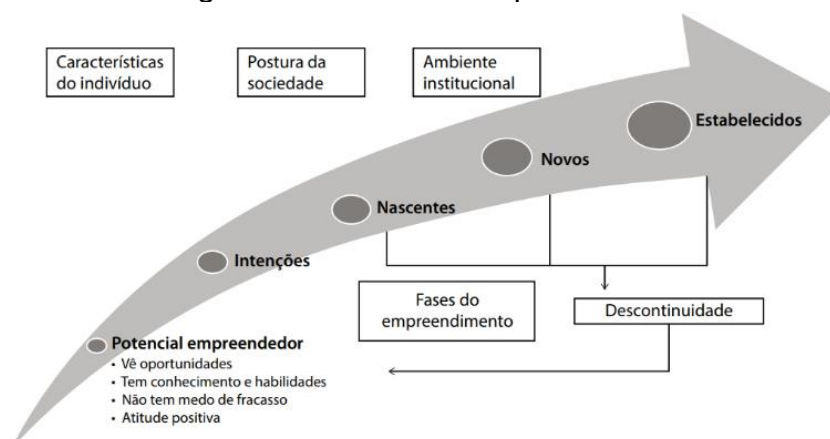 Características
do indivíduo
Postura da
sociedade
Ambiente
institucional
Estabelecidos
Novos
Nascentes
Intenções
Fases do
empreendimento
Descontinuidade
Potencial empreendedor
• Vê oportunidades
• Tem conhecimento e habilidades
• Não tem medo de fracasso
• Atitude positiva